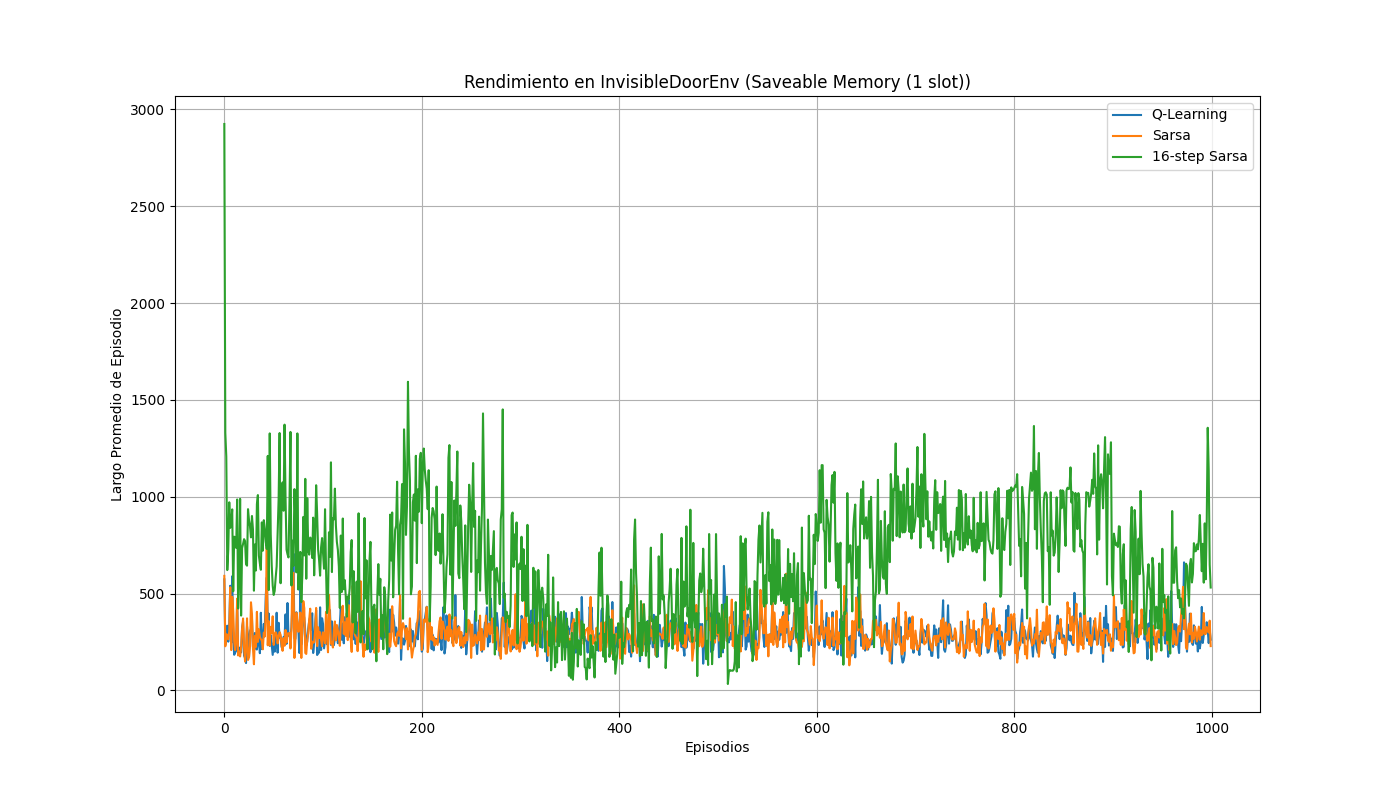 Rendimiento en InvisibleDoorEnv (Saveable Memory (1 slot))
Q-Learning
Sarsa
16-step Sarsa
Largo Promedio de Episodio
3000
2500
2000
1500
1000
500
0
0 200 400 600 800 1000
Episodios